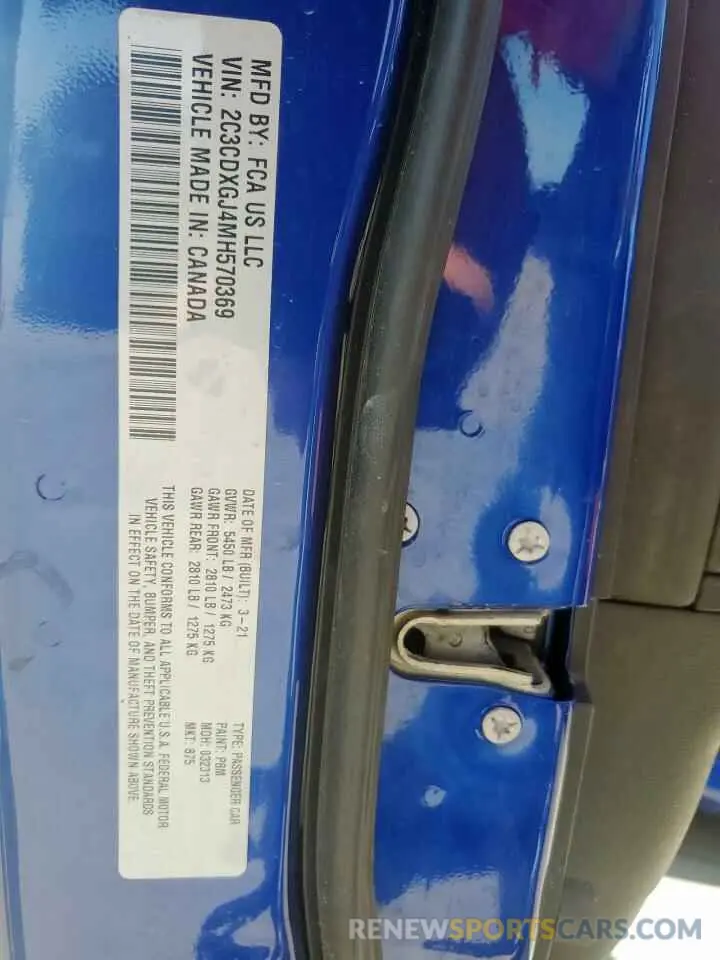 MFD BY: FCA US LLC
VIN: 2C3CDXGJ4MH570369
VEHICLE MADE IN: CANADA
DATE OF MFR (BUILT): 3-21
GVWR: 5450 LB / 2473 KG
GAWR FRONT: 2810 LB / 1275 KG
GAWR REAR: 2810 LB / 1275 KG
THIS VEHICLE CONFORMS TO ALL APPLICABLE U.S.A. FEDERAL MOTOR
VEHICLE SAFETY, BUMPER, AND THEFT PREVENTION STANDARDS
IN EFFECT ON THE DATE OF MANUFACTURE SHOWN ABOVE.
TYPE: PASSENGER CAR
PAINT: PBM
MDH: 032313
MKT: 875
RENEWSPORTSCARS.COM